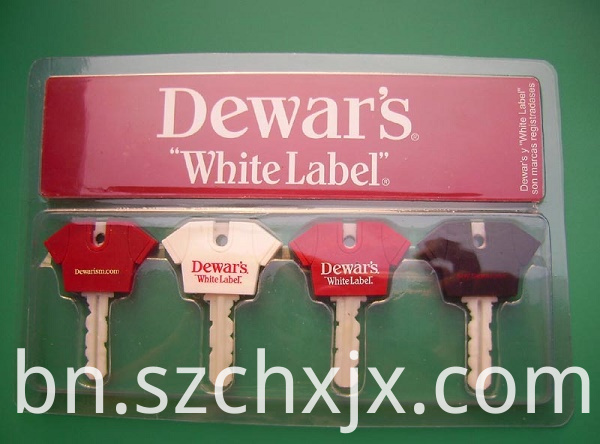 Dewar's®
"White Label"®
Dewar's y "White Label"
son marcas registradases
Dewarism.com
Dewar's
"White Label"
Dewar's
"White Label"
bn.szchxjx.com